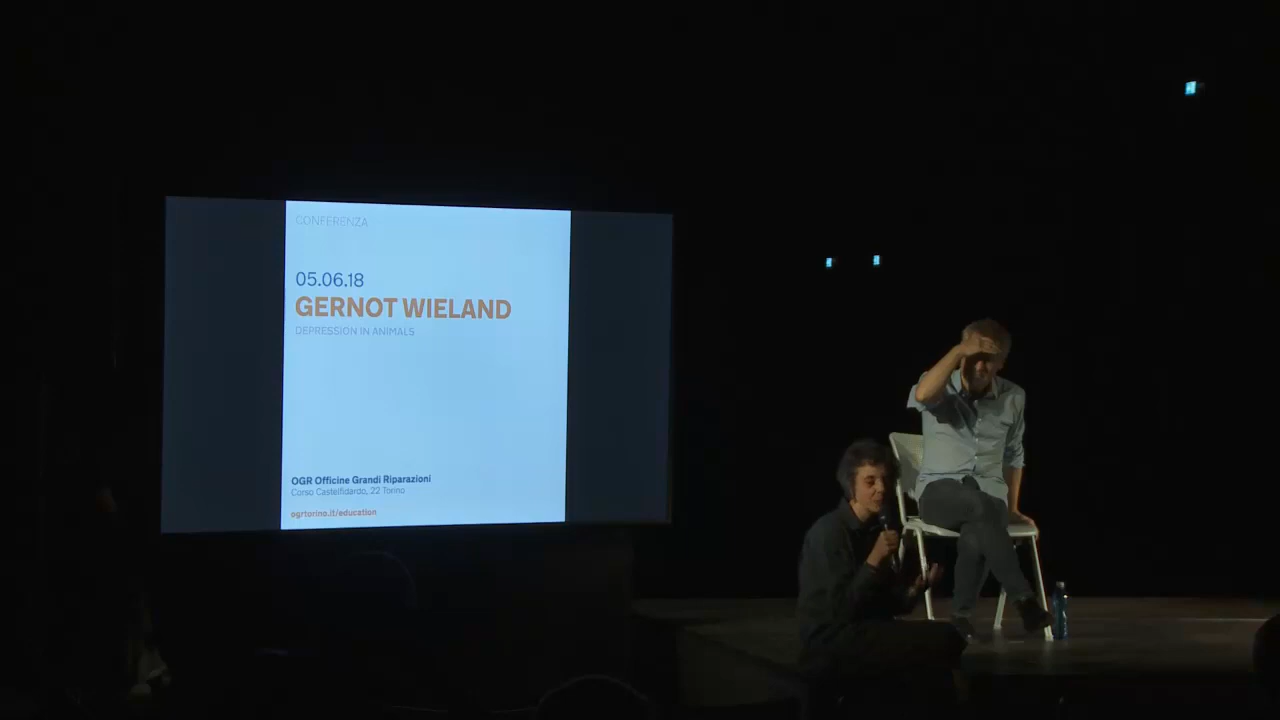 CONFERENZA
05.06.18
GERNOT WIELAND
DEPRESSION IN ANIMALS
OGR Officine Grandi Riparazioni
Corso Castelfidardo, 22 Torino
ogrtorino.it/education